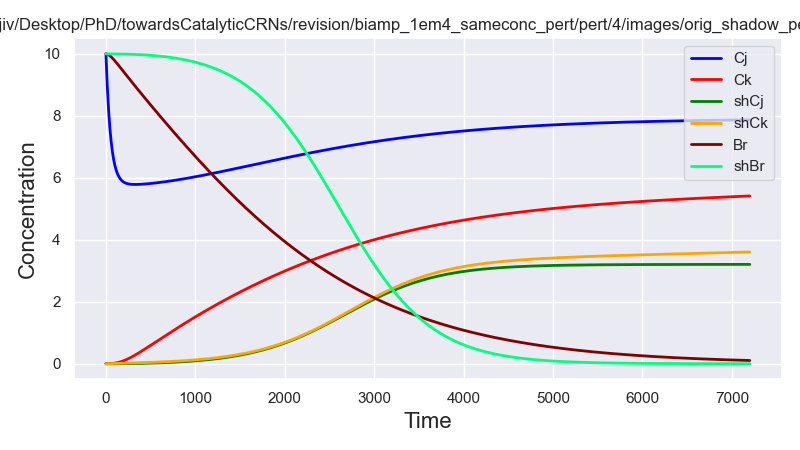 jiv/Desktop/PhD/towardsCatalyticCRNs/revision/biamp_1em4_sameconc_pert/pert/4/images/orig_shadow_pe
Concentration
10
8
6
4
2
0
Cj
Ck
shCj
shCk
Br
shBr
0 1000 2000 3000 4000 5000 6000 7000
Time